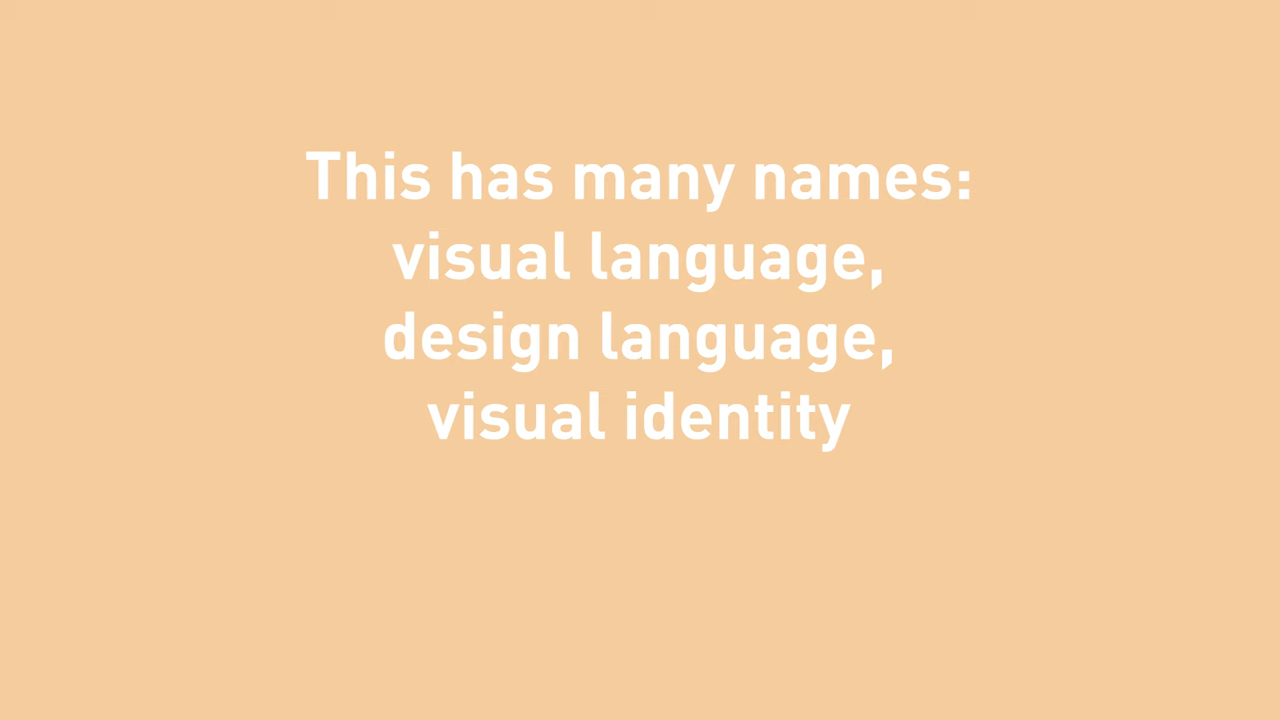 This has many names:
visual language,
design language,
visual identity